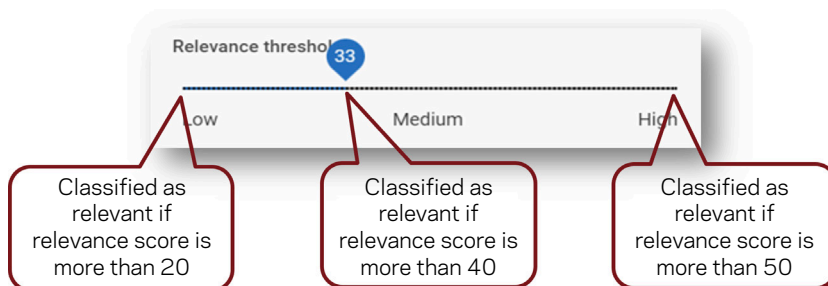 Relevance threshol
33
Low
Medium
High
Classified as
relevant if
relevance score is
more than 20
Classified as
relevant if
relevance score is
more than 40
Classified as
relevant if
relevance score is
more than 50